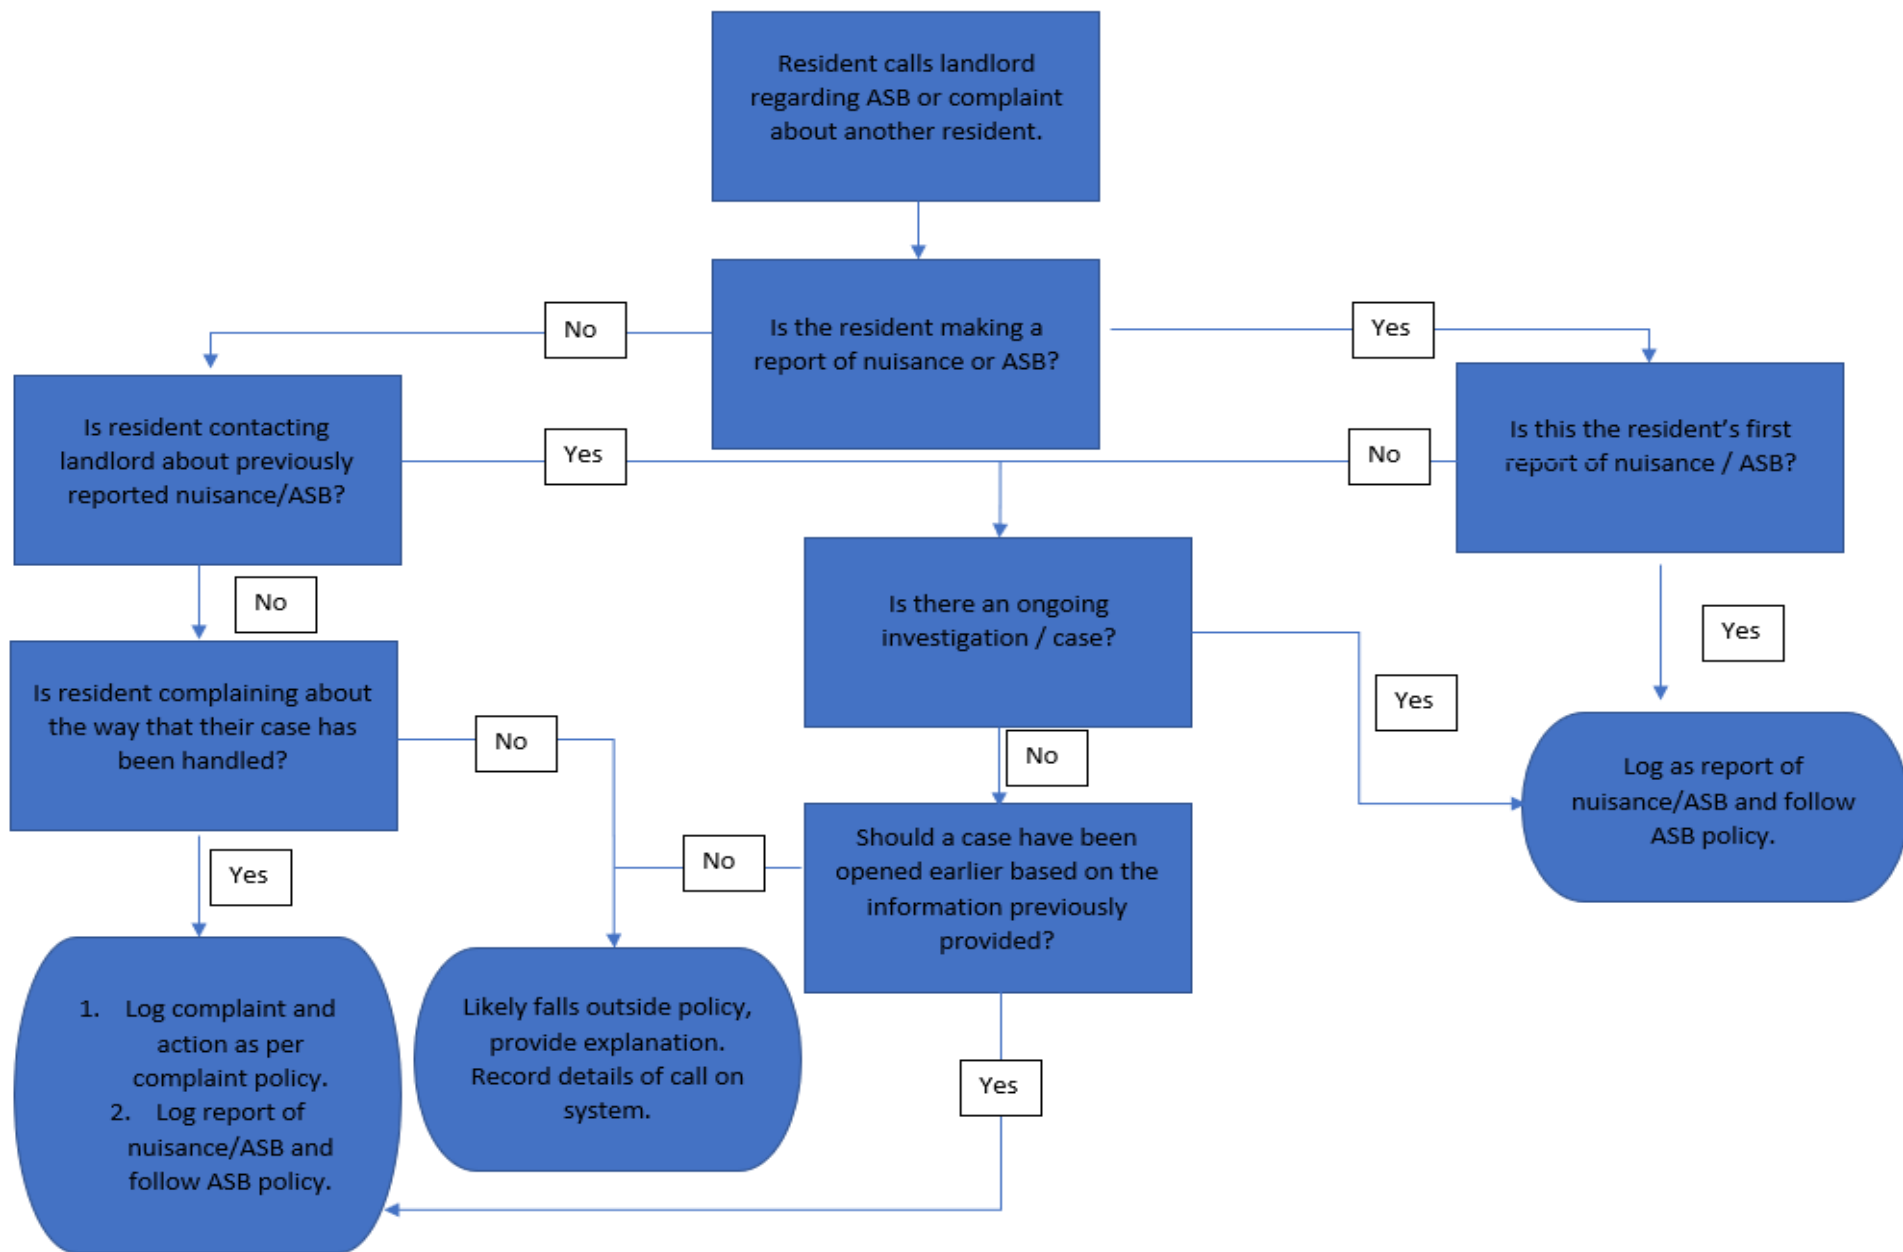 Resident calls landlord
regarding ASB or complaint
about another resident.
No
Is the resident making a
report of nuisance or ASB?
Yes
Is resident contacting
landlord about previously
reported nuisance/ASB?
Yes
No
Is this the resident’s first
report of nuisance / ASB?
No
Is there an ongoing
investigation / case?
Yes
Yes
Is resident complaining about
the way that their case has
been handled?
No
No
Log as report of
nuisance/ASB and follow
ASB policy.
Yes
No
Should a case have been
opened earlier based on the
information previously
provided?
1. Log complaint and
action as per
complaint policy.
2. Log report of
nuisance/ASB and
follow ASB policy.
Likely falls outside policy,
provide explanation.
Record details of call on
system.
Yes